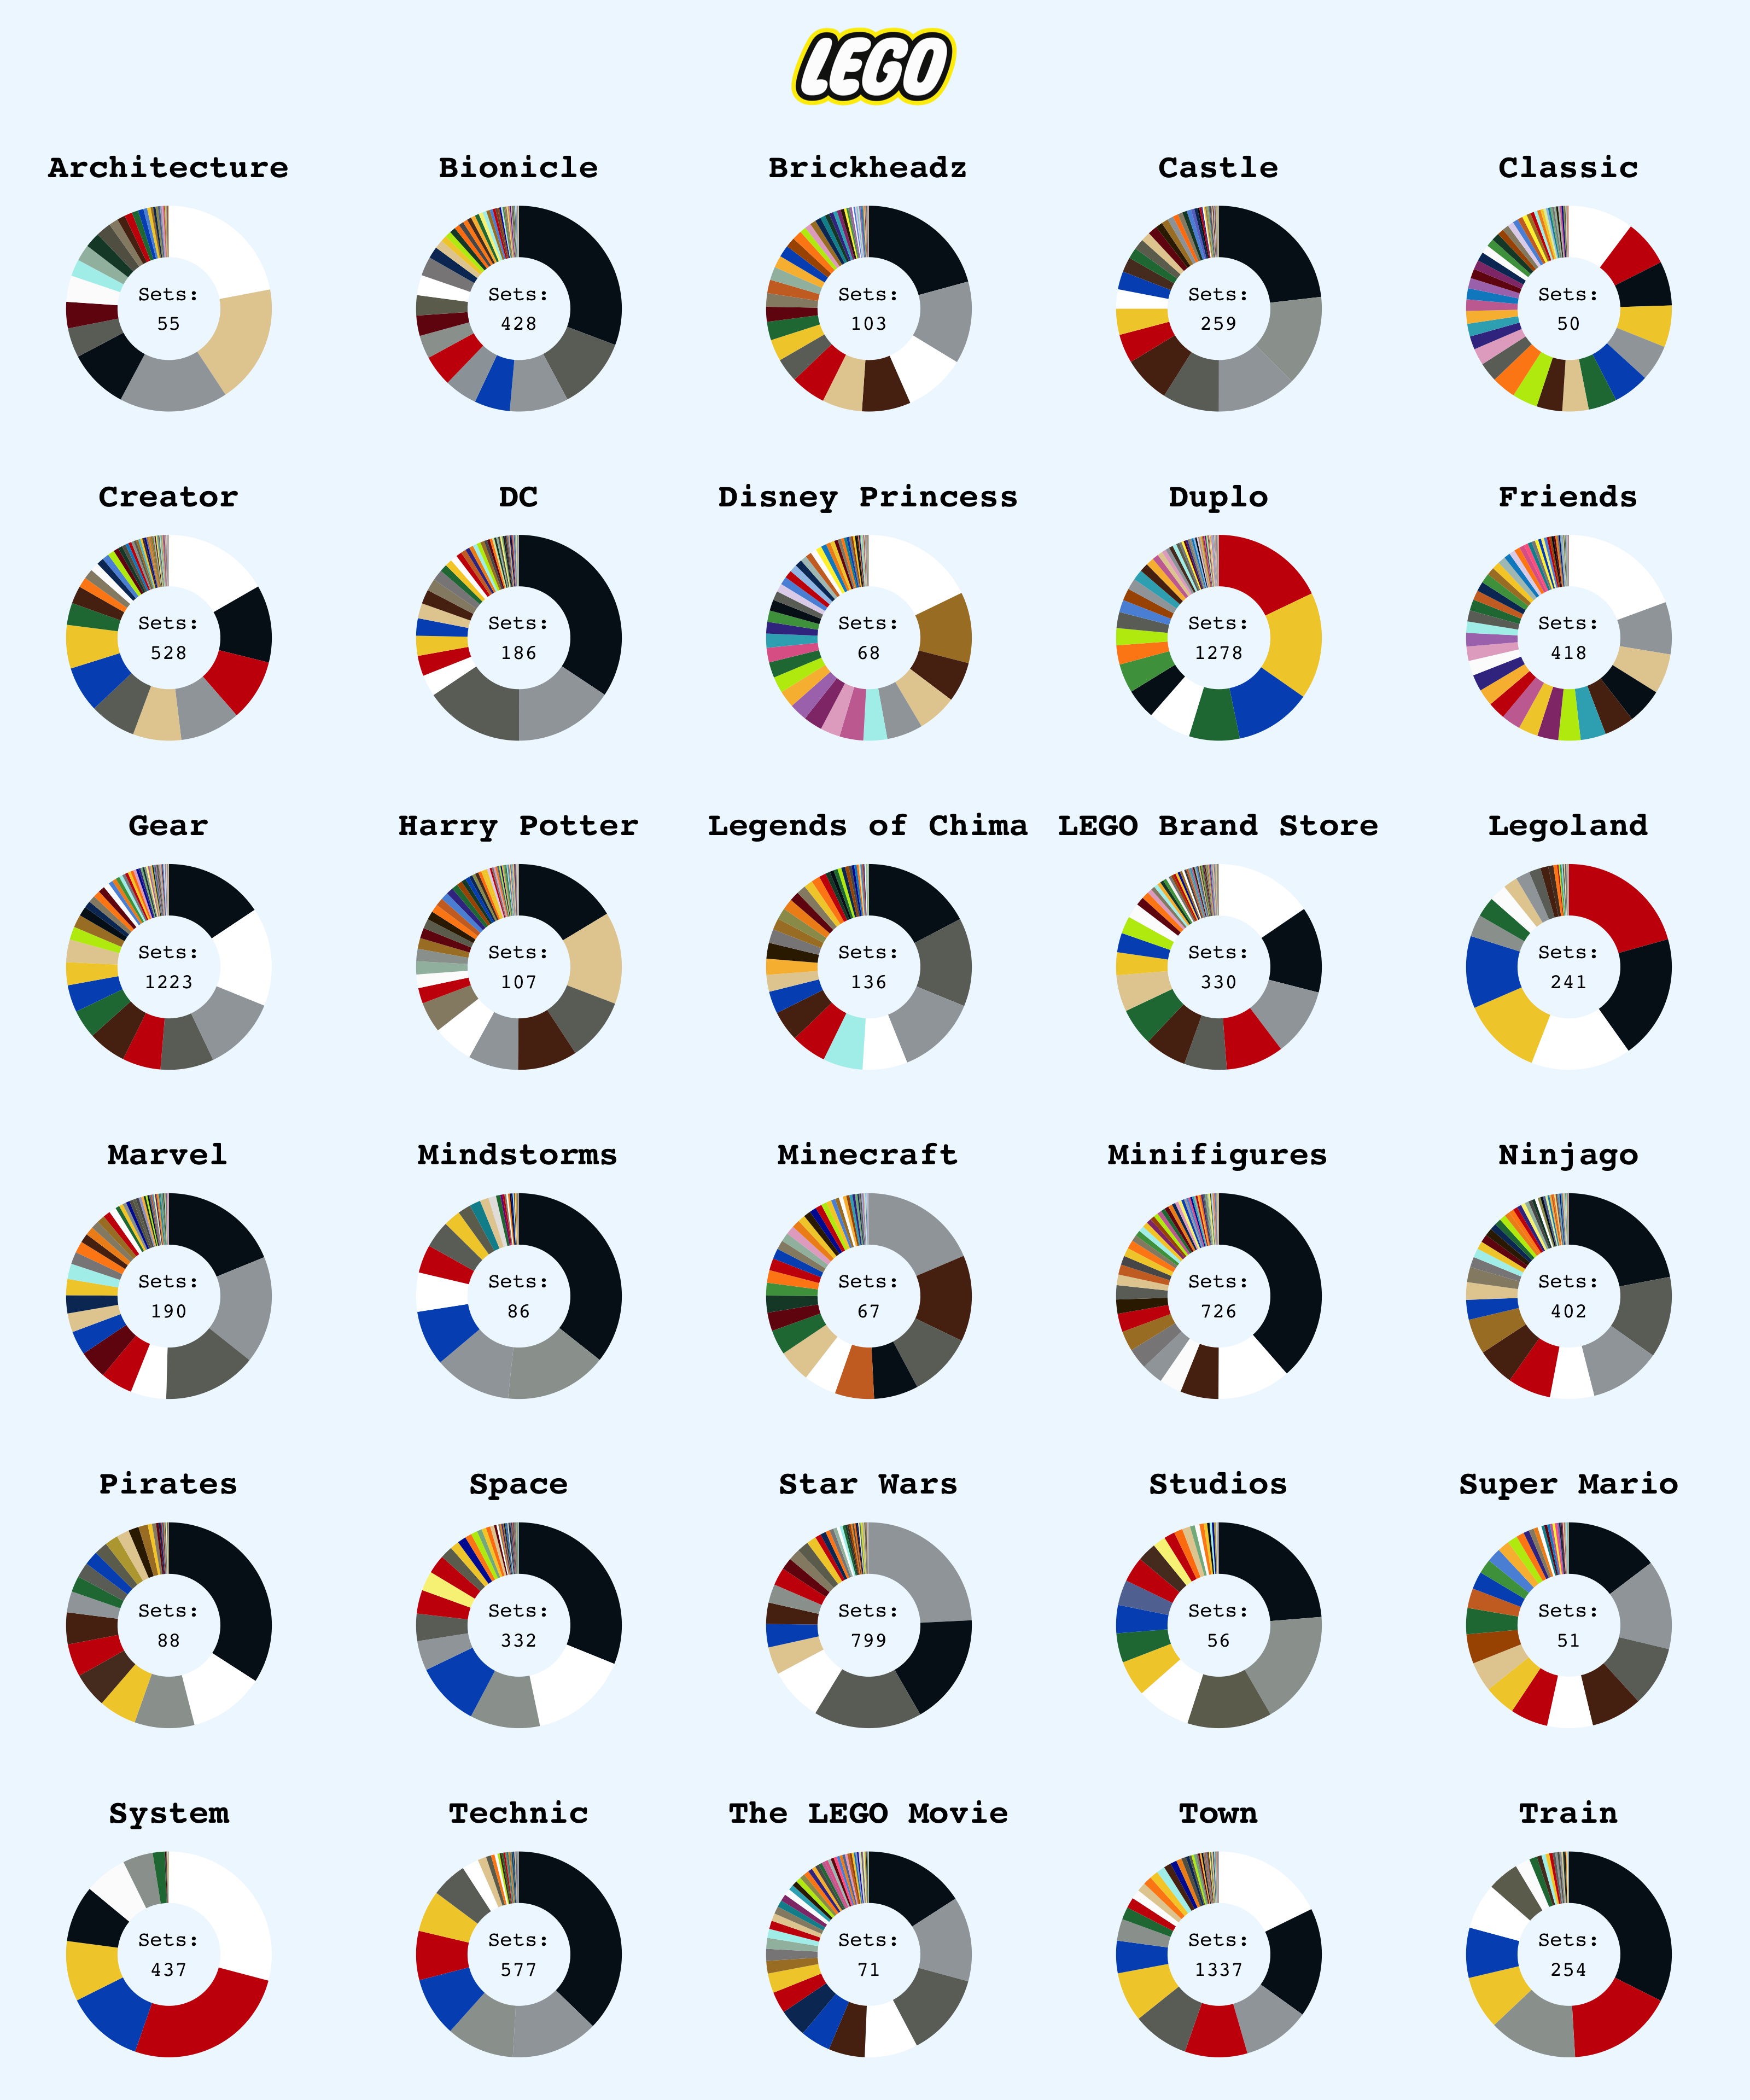 LEGO
Architecture
Bionicle
Brickheadz
Castle
Classic
Sets:
55
Sets:
428
Sets:
103
Sets:
259
Sets:
50
Creator
DC
Disney Princess
Duplo
Friends
Sets:
528
Sets:
186
Sets:
68
Sets:
1278
Sets:
418
Gear
Harry Potter
Legends of Chima
LEGO Brand Store
Legoland
Sets:
1223
Sets:
107
Sets:
136
Sets:
330
Sets:
241
Marvel
Mindstorms
Minecraft
Minifigures
Ninjago
Sets:
190
Sets:
86
Sets:
67
Sets:
726
Sets:
402
Pirates
Space
Star Wars
Studios
Super Mario
Sets:
88
Sets:
332
Sets:
799
Sets:
56
Sets:
51
System
Technic
The LEGO Movie
Town
Train
Sets:
437
Sets:
577
Sets:
71
Sets:
1337
Sets:
254